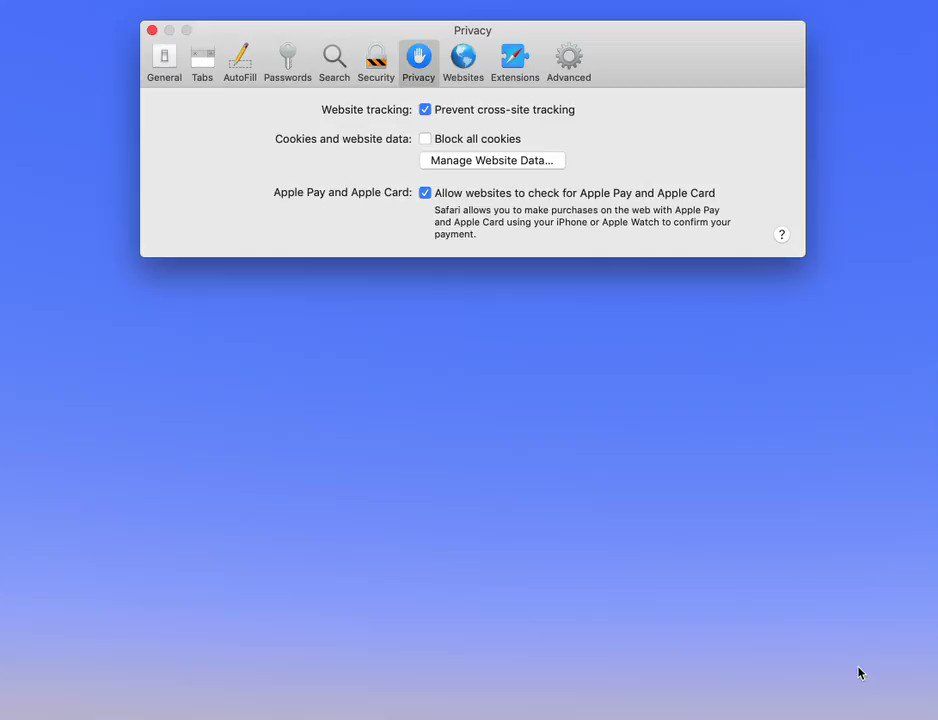 Privacy
General Tabs AutoFill Passwords Search Security Privacy Websites Extensions Advanced
Website tracking: Prevent cross-site tracking
Cookies and website data: Block all cookies
Manage Website Data...
Apple Pay and Apple Card: Allow websites to check for Apple Pay and Apple Card
Safari allows you to make purchases on the web with Apple Pay
and Apple Card using your iPhone or Apple Watch to confirm your
payment.
?